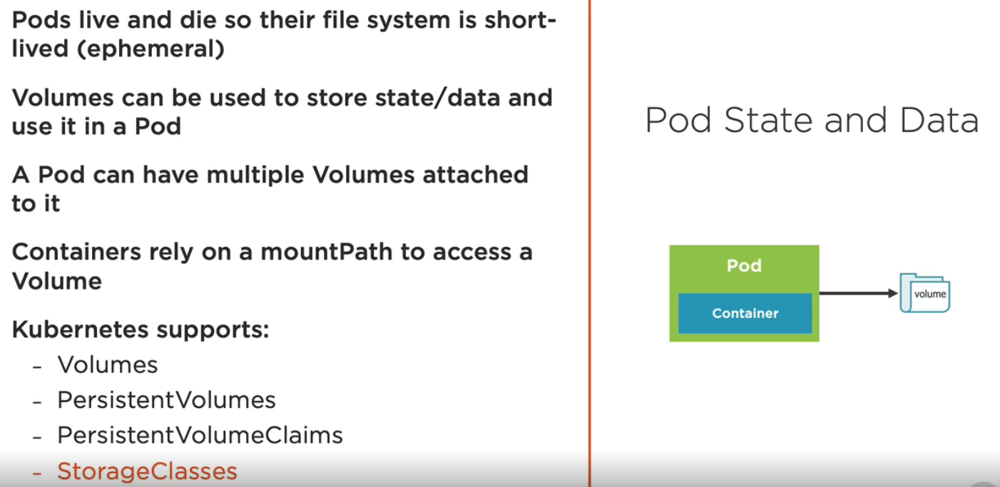 Pods live and die so their file system is short-
lived (ephemeral)
Volumes can be used to store state/data and
use it in a Pod
A Pod can have multiple Volumes attached
to it
Containers rely on a mountPath to access a
Volume
Kubernetes supports:
- Volumes
- PersistentVolumes
- PersistentVolumeClaims
- StorageClasses
Pod State and Data
Pod
Container
volume